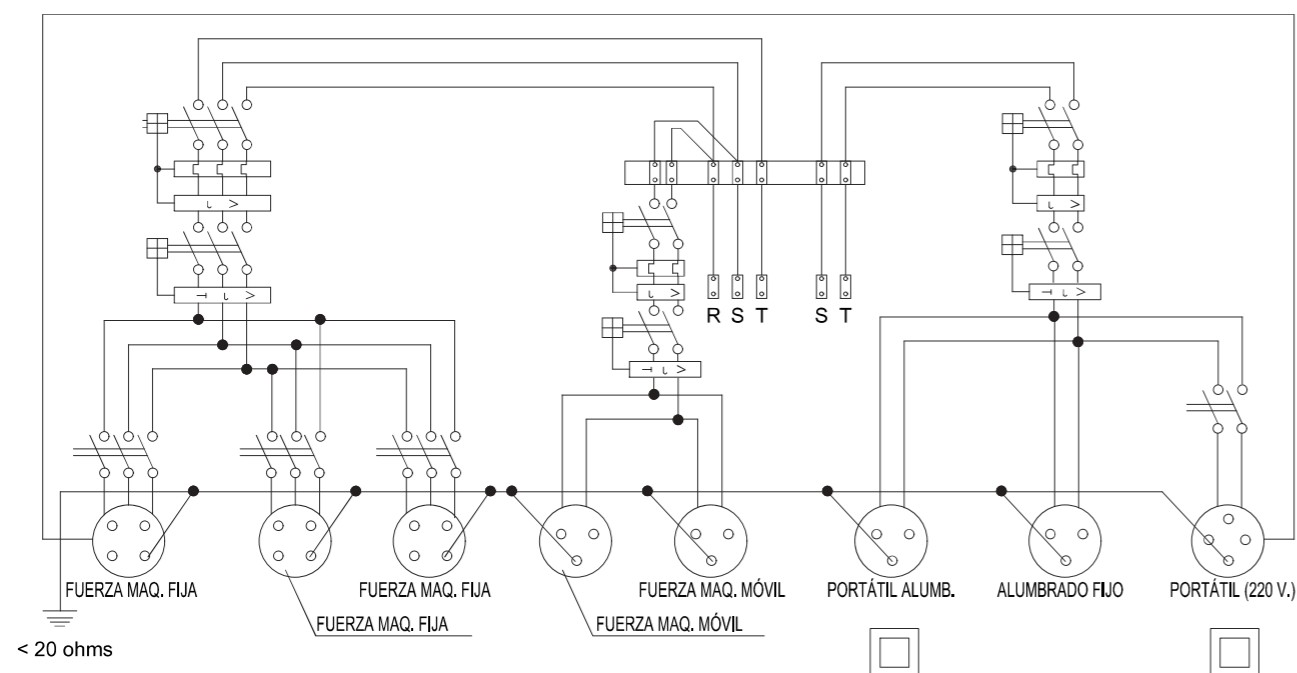 R S T S T
FUERZA MAQ. FIJA
FUERZA MAQ. FIJA
FUERZA MAQ. MÓVIL
PORTÁTIL ALUMB.
ALUMBRADO FIJO
PORTÁTIL (220 V.)
FUERZA MAQ. FIJA
FUERZA MAQ. MÓVIL
< 20 ohms